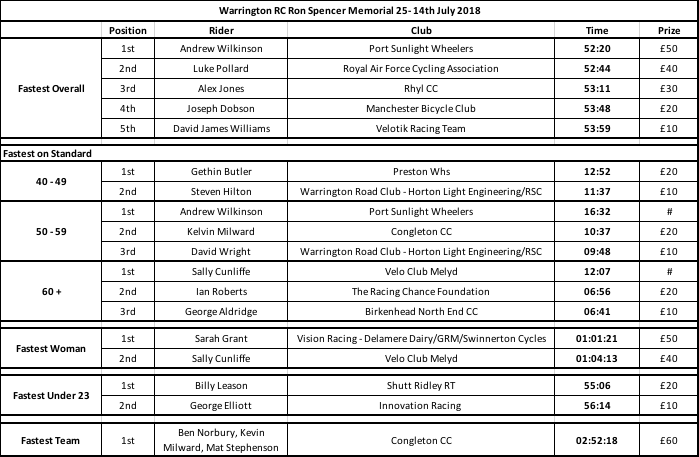 Warrington RC Ron Spencer Memorial 25- 14th July 2018
Position Rider Club Time Prize
Fastest Overall
1st Andrew Wilkinson Port Sunlight Wheelers 52:20 £50
2nd Luke Pollard Royal Air Force Cycling Association 52:44 £40
3rd Alex Jones Rhyl CC 53:11 £30
4th Joseph Dobson Manchester Bicycle Club 53:48 £20
5th David James Williams Velotik Racing Team 53:59 £10
Fastest on Standard
40 - 49
1st Gethin Butler Preston Whs 12:52 £20
2nd Steven Hilton Warrington Road Club - Horton Light Engineering/RSC 11:37 £10
50 - 59
1st Andrew Wilkinson Port Sunlight Wheelers 16:32 #
2nd Kelvin Milward Congleton CC 10:37 £20
3rd David Wright Warrington Road Club - Horton Light Engineering/RSC 09:48 £10
60 +
1st Sally Cunliffe Velo Club Melyd 12:07 #
2nd Ian Roberts The Racing Chance Foundation 06:56 £20
3rd George Aldridge Birkenhead North End CC 06:41 £10
Fastest Woman
1st Sarah Grant Vision Racing - Delamere Dairy/GRM/Swinnerton Cycles 01:01:21 £50
2nd Sally Cunliffe Velo Club Melyd 01:04:13 £40
Fastest Under 23
1st Billy Leason Shutt Ridley RT 55:06 £20
2nd George Elliott Innovation Racing 56:14 £10
Fastest Team
1st Ben Norbury, Kevin
Milward, Mat Stephenson Congleton CC 02:52:18 £60